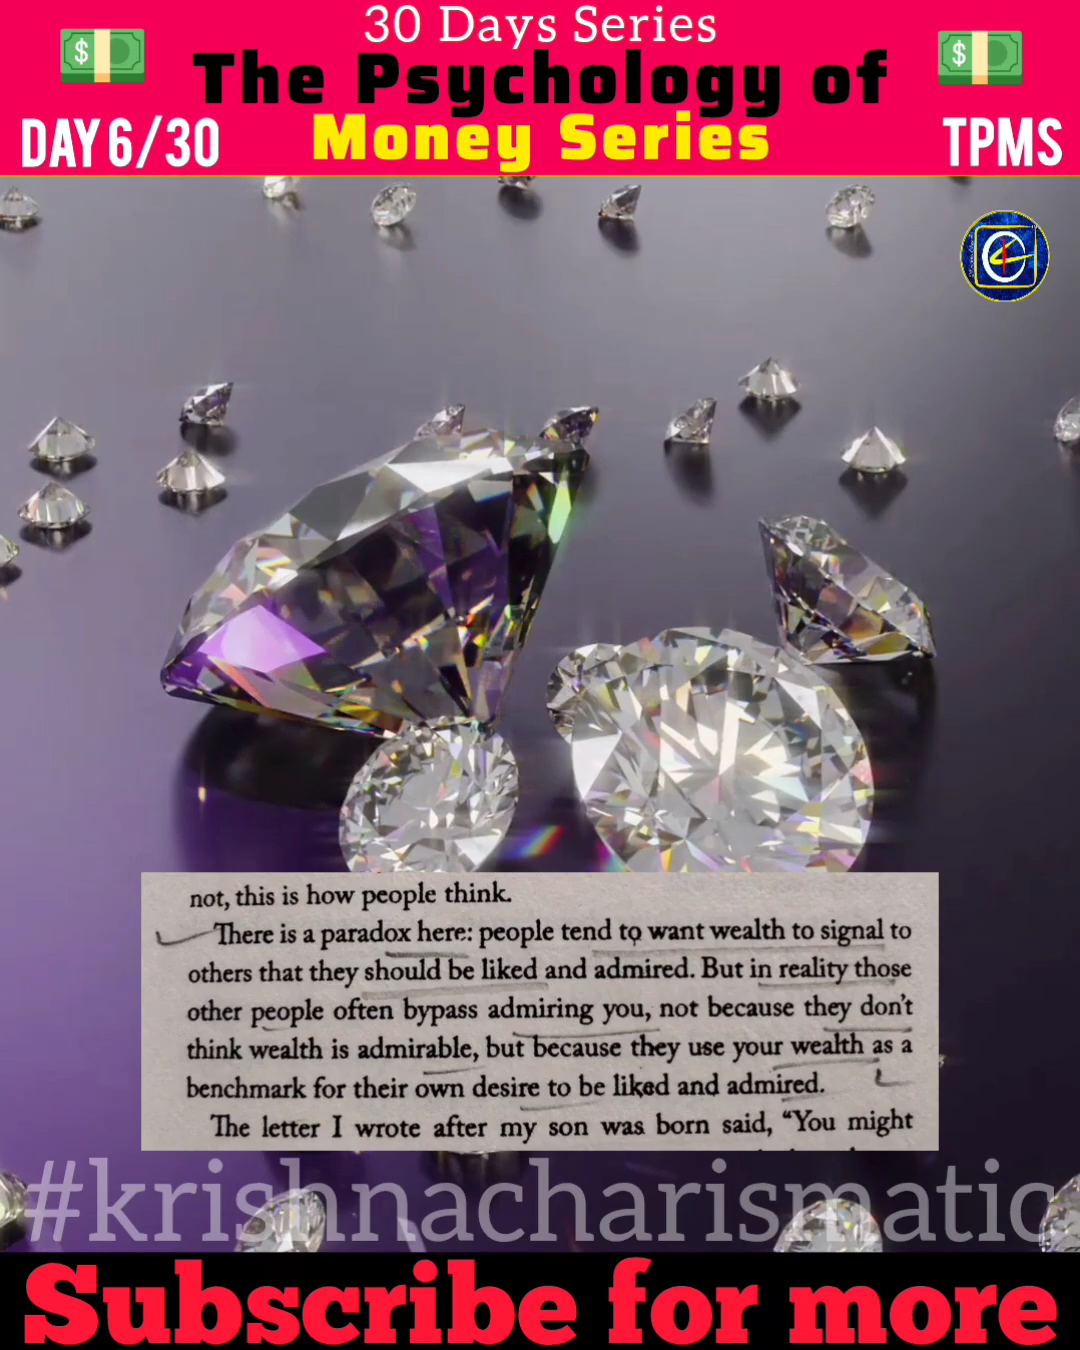 30 Days Series
The Psychology of
Money Series
DAY 6/30
TPMS
not, this is how people think.
There is a paradox here: people tend to want wealth to signal to
others that they should be liked and admired. But in reality those
other people often bypass admiring you, not because they don't
think wealth is admirable, but because they use your wealth as a
benchmark for their own desire to be liked and admired.
The letter I wrote after my son was born said, “You might
#krishnacharismatic
Subscribe for more